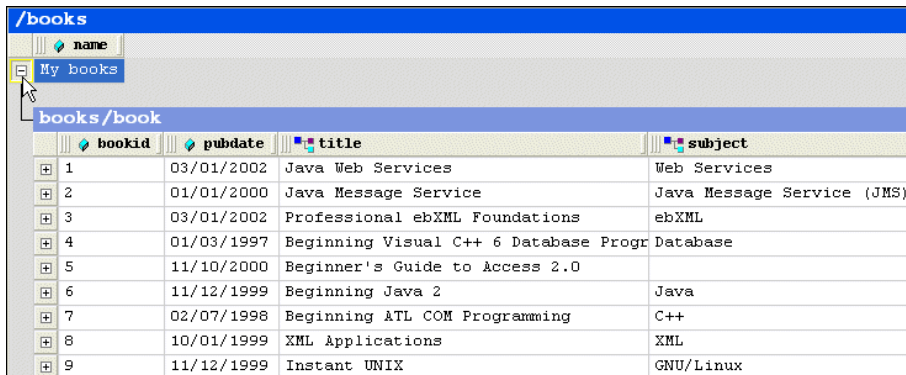 /books
name
My books
books/book
bookid pubdate title subject
1 03/01/2002 Java Web Services Web Services
2 01/01/2000 Java Message Service Java Message Service (JMS)
3 03/01/2002 Professional ebXML Foundations ebXML
4 01/03/1997 Beginning Visual C++ 6 Database Progr Database
5 11/10/2000 Beginner's Guide to Access 2.0
6 11/12/1999 Beginning Java 2 Java
7 02/07/1998 Beginning ATL COM Programming C++
8 10/01/1999 XML Applications XML
9 11/12/1999 Instant UNIX GNU/Linux